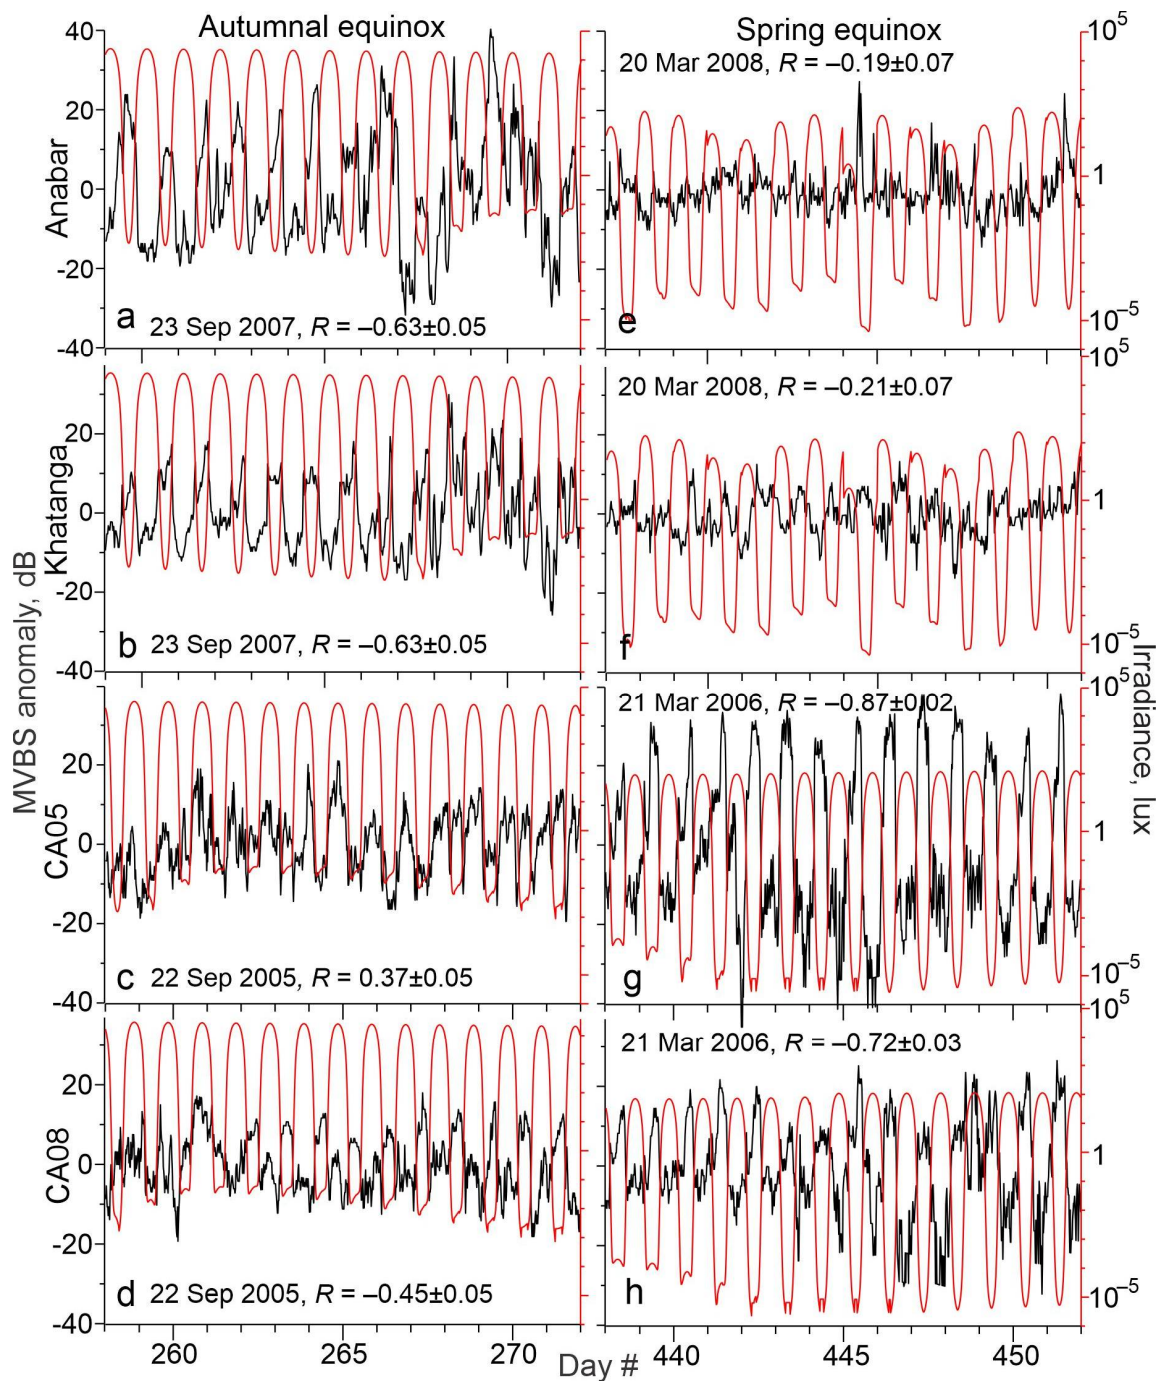 Autumnal equinox
Spring equinox
40
20
0
-20
-40
Anabar
a
23 Sep 2007, R = –0.63±0.05
20 Mar 2008, R = –0.19±0.07
e
10^5
1
10^–5
20
0
-20
-40
Khatanga
b
23 Sep 2007, R = –0.63±0.05
20 Mar 2008, R = –0.21±0.07
f
10^5
1
10^–5
MVBS anomaly, dB
Irradiance, lux
20
0
-20
-40
CA05
c
22 Sep 2005, R = 0.37±0.05
21 Mar 2006, R = –0.87±0.02
g
10^5
1
10^–5
20
0
-20
-40
CA08
d
22 Sep 2005, R = –0.45±0.05
21 Mar 2006, R = –0.72±0.03
h
10^5
1
10^–5
260
265
270
Day #
440
445
450